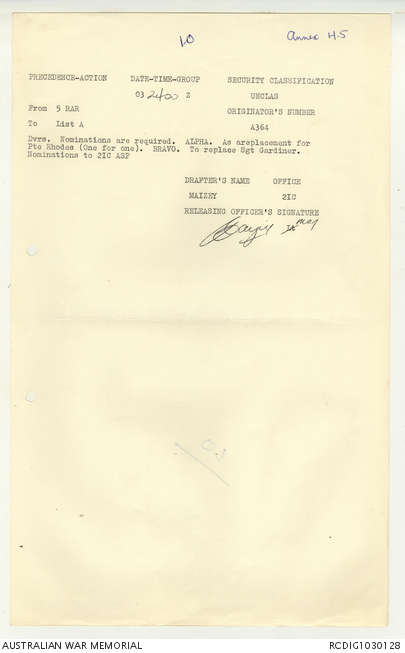 10 Annex H.5
PRECEDENCE-ACTION DATE-TIME-GROUP SECURITY CLASSIFICATION
032400 Z UNCLAS
From 5 RAR ORIGINATOR'S NUMBER
To List A A364
Dvrs. Nominations are required. ALPHA. As areplacement for
Pte Rhodes (One for one). BRAVO. To replace Sgt Gardiner.
Nominations to 2IC ASP
DRAFTER'S NAME OFFICE
MAIZEY 2IC
RELEASING OFFICER'S SIGNATURE
Maj
AUSTRALIAN WAR MEMORIAL RCDIG1030128